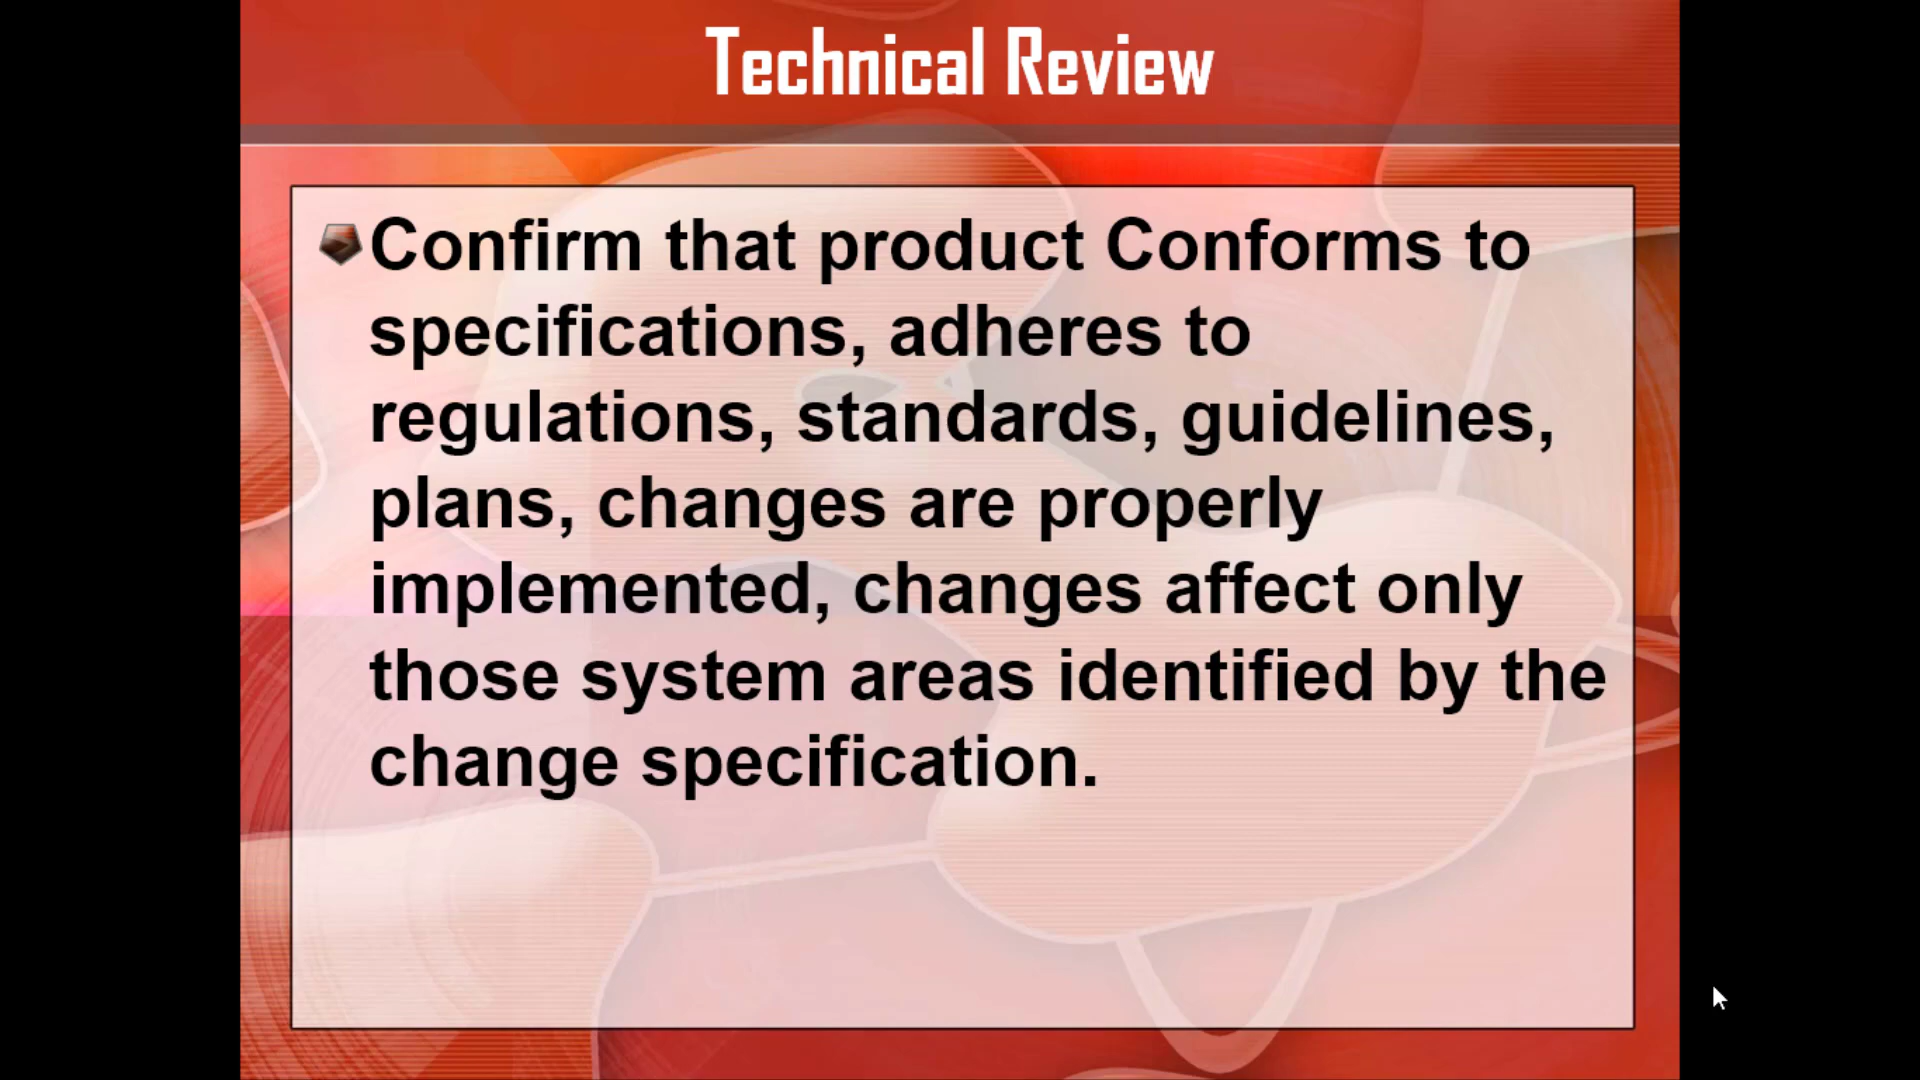 Technical Review
Confirm that product Conforms to
specifications, adheres to
regulations, standards, guidelines,
plans, changes are properly
implemented, changes affect only
those system areas identified by the
change specification.